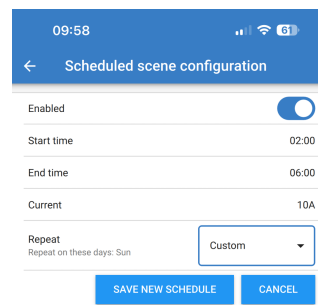 09:58
61
Scheduled scene configuration
Enabled
Start time 02:00
End time 06:00
Current 10A
Repeat
Repeat on these days: Sun
Custom
SAVE NEW SCHEDULE CANCEL